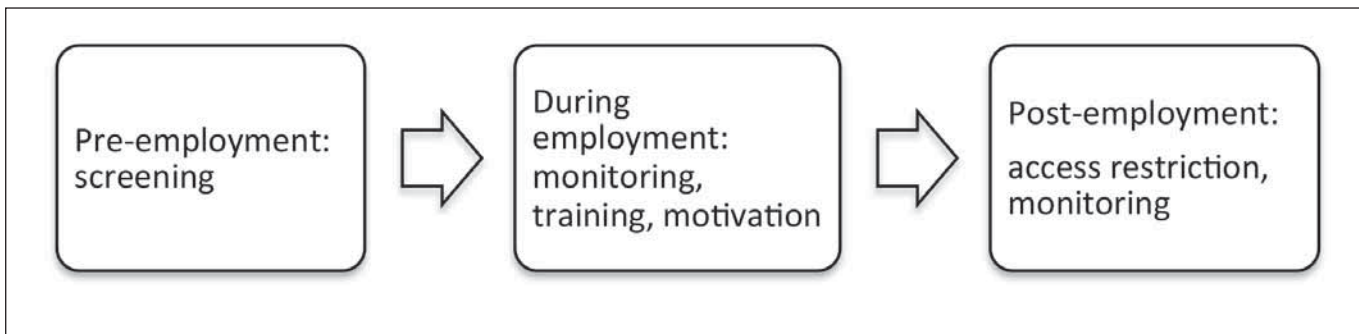 Pre-employment:
screening
During
employment:
monitoring,
training, motivation
Post-employment:
access restriction,
monitoring